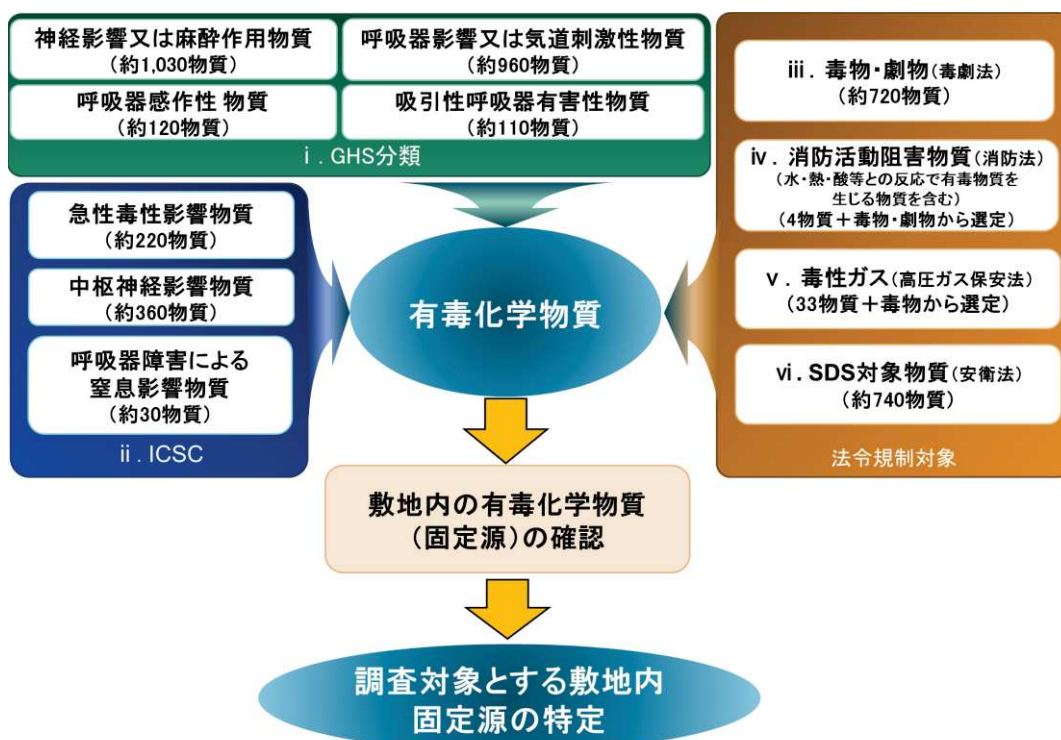 神経影響又は麻酔作用物質
(約1,030物質)
呼吸器影響又は気道刺激性物質
(約960物質)
呼吸器感作性 物質
(約120物質)
吸引性呼吸器有害性物質
(約110物質)
ⅰ. GHS分類
急性毒性影響物質
(約220物質)
中枢神経影響物質
(約360物質)
呼吸器障害による
窒息影響物質
(約30物質)
ⅱ. ICSC
ⅲ. 毒物・劇物(毒劇法)
(約720物質)
ⅳ. 消防活動阻害物質(消防法)
(水・熱・酸等との反応で有毒物質を
生じる物質を含む)
(4物質+毒物・劇物から選定)
ⅴ. 毒性ガス(高圧ガス保安法)
(33物質+毒物から選定)
ⅵ. SDS対象物質(安衛法)
(約740物質)
法令規制対象
有毒化学物質
敷地内の有毒化学物質
(固定源)の確認
調査対象とする敷地内
固定源の特定